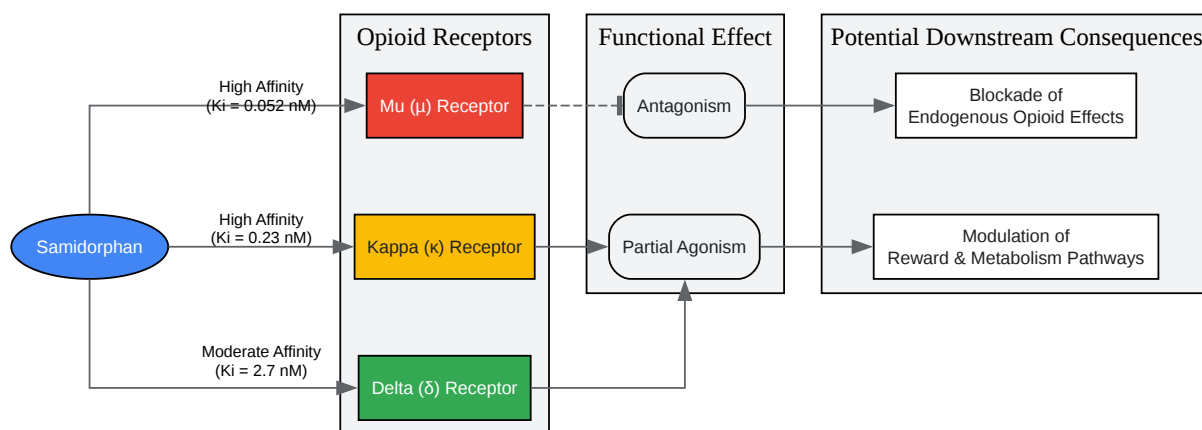 Opioid Receptors
Functional Effect
Potential Downstream Consequences
High Affinity
(Ki = 0.052 nM)
Mu (μ) Receptor
Antagonism
Blockade of
Endogenous Opioid Effects
Samidorphan
High Affinity
(Ki = 0.23 nM)
Kappa (κ) Receptor
Partial Agonism
Modulation of
Reward & Metabolism Pathways
Moderate Affinity
(Ki = 2.7 nM)
Delta (δ) Receptor